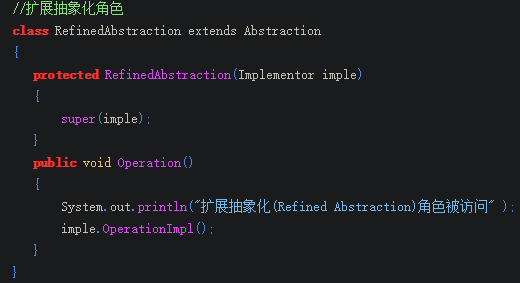 //扩展抽象化角色
class RefinedAbstraction extends Abstraction
{
protected RefinedAbstraction(Implementor imple)
{
super(imple);
}
public void Operation()
{
System.out.println("扩展抽象化(Refined Abstraction)角色被访问" );
imple.OperationImpl();
}
}